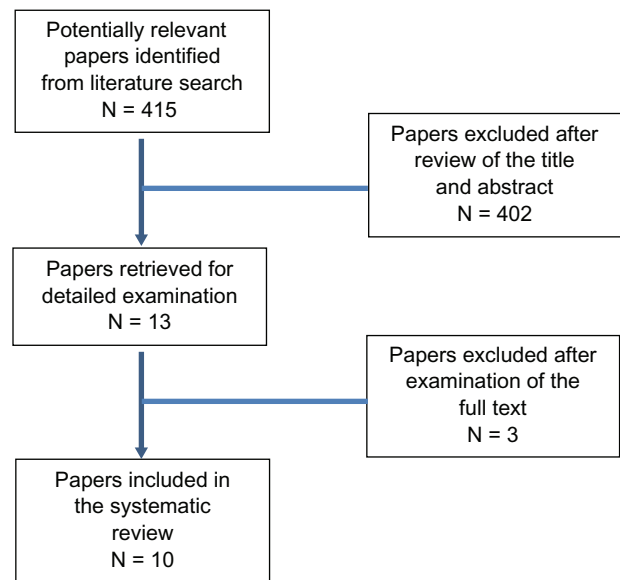 Potentially relevant
papers identified
from literature search
N = 415
Papers excluded after
review of the title
and abstract
N = 402
Papers retrieved for
detailed examination
N = 13
Papers excluded after
examination of the
full text
N = 3
Papers included in
the systematic
review
N = 10